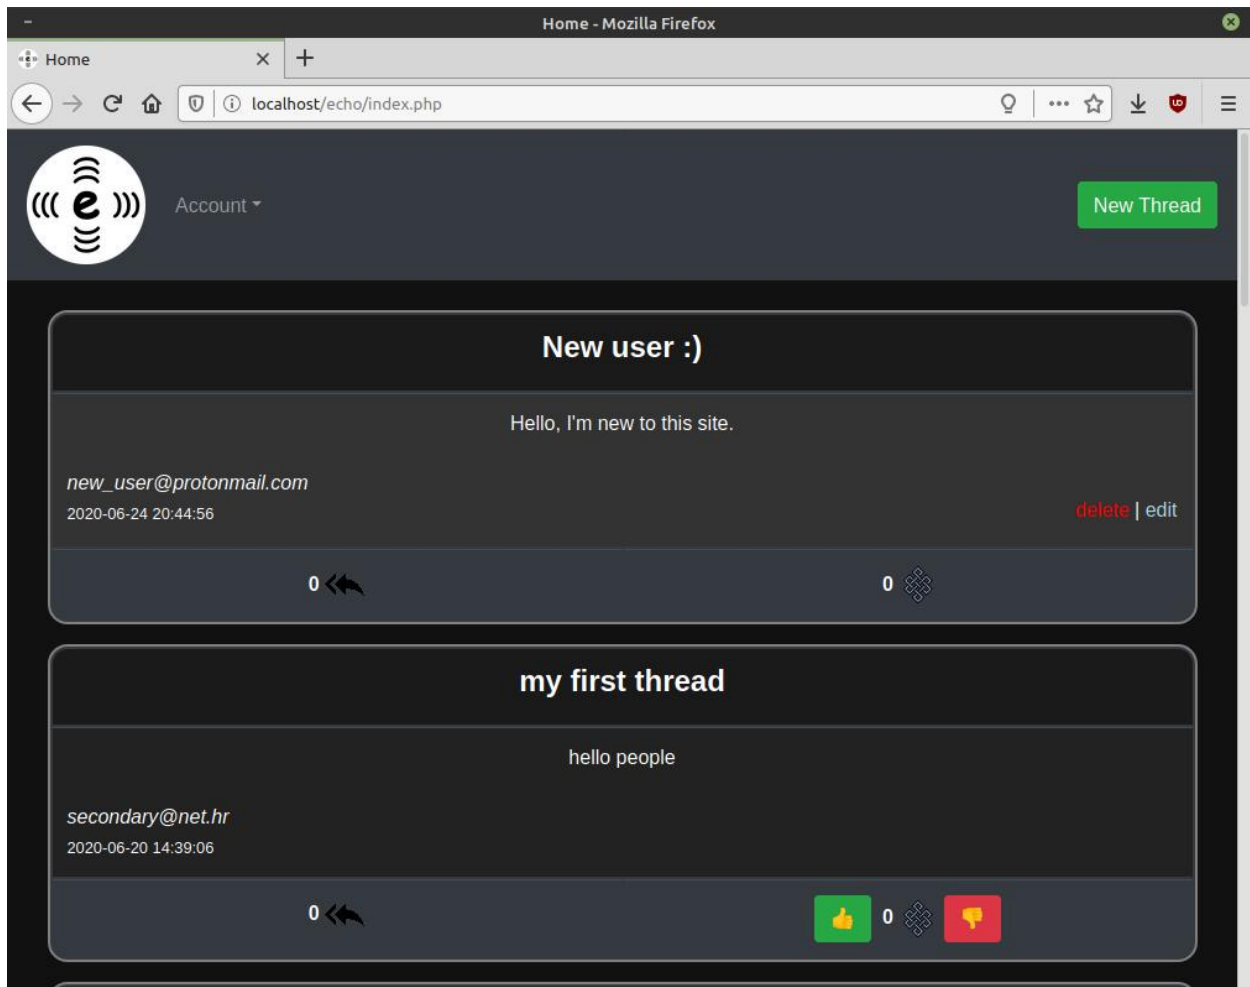 Home - Mozilla Firefox
Home
localhost/echo/index.php
e
Account
New Thread
New user :)
Hello, I'm new to this site.
new_user@protonmail.com
2020-06-24 20:44:56
delete | edit
0
0
my first thread
hello people
secondary@net.hr
2020-06-20 14:39:06
0
0